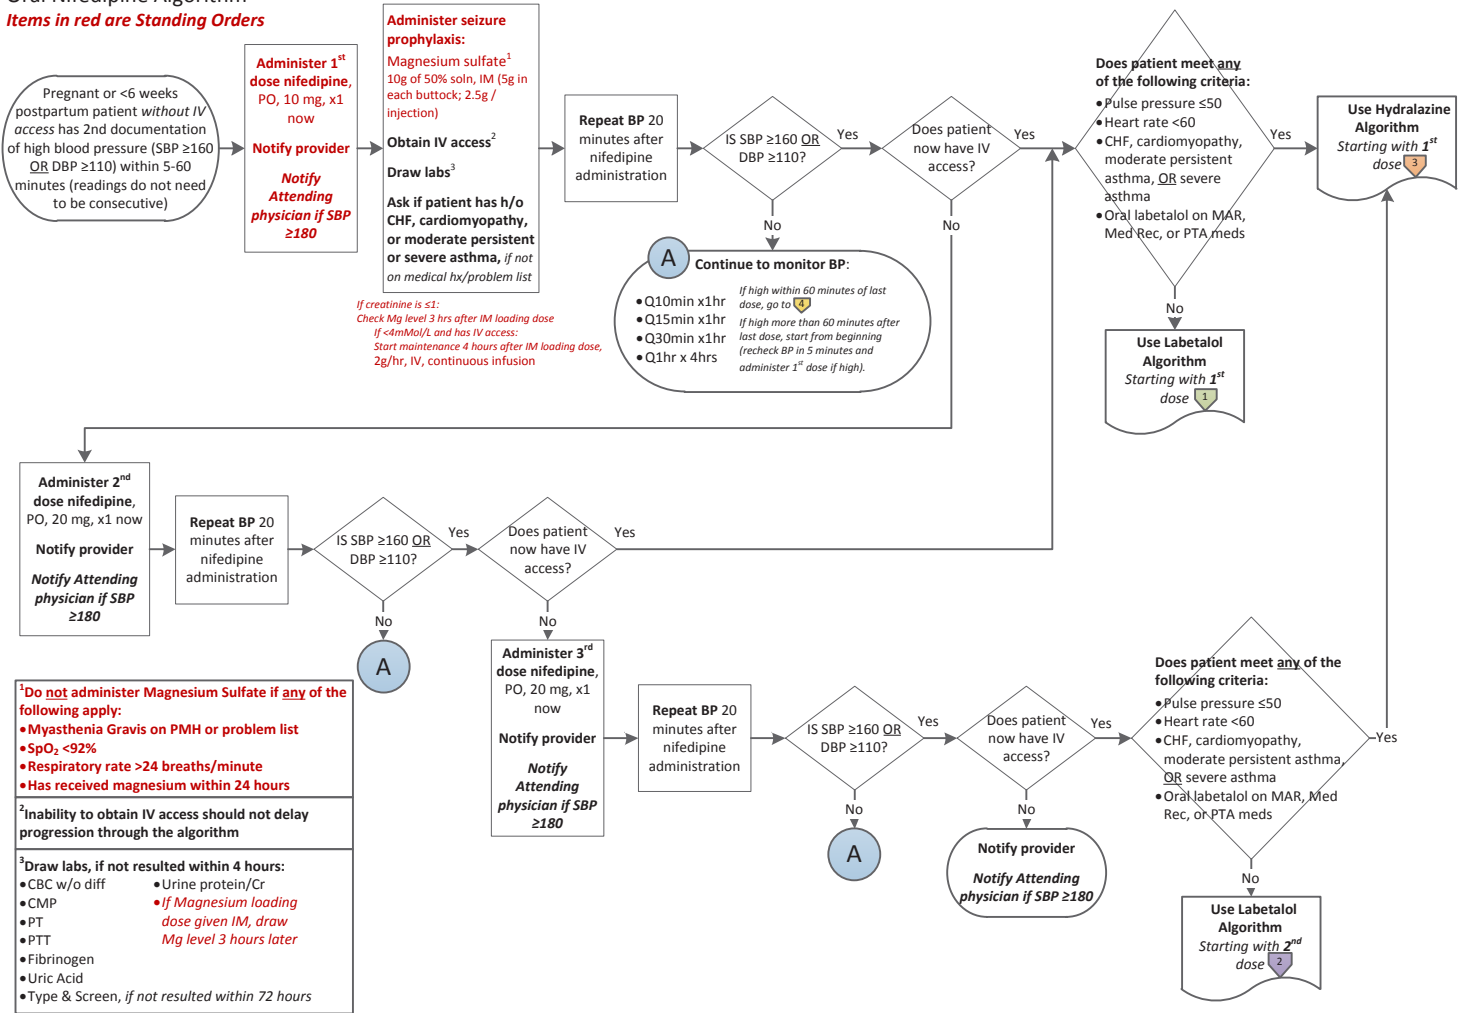 Oral Nifedipine Algorithm
Items in red are Standing Orders
Pregnant or <6 weeks
postpartum patient without IV
access has 2nd documentation
of high blood pressure (SBP ≥160
OR DBP ≥110) within 5-60
minutes (readings do not need
to be consecutive)
Administer 1st
dose nifedipine,
PO, 10 mg, x1
now
Notify provider
Notify
Attending
physician if SBP
≥180
Administer seizure
prophylaxis:
Magnesium sulfate1
10g of 50% soln, IM (5g in
each buttock; 2.5g /
injection)
Obtain IV access2
Draw labs3
Ask if patient has h/o
CHF, cardiomyopathy,
or moderate persistent
or severe asthma, if not
on medical hx/problem list
If creatinine is ≤1:
Check Mg level 3 hrs after IM loading dose
If <4mMol/L and has IV access:
Start maintenance 4 hours after IM loading dose,
2g/hr, IV, continuous infusion
Repeat BP 20
minutes after
nifedipine
administration
IS SBP ≥160 OR
DBP ≥110?
Yes
No
Does patient
now have IV
access?
Yes
No
A
Continue to monitor BP:
•Q10min x1hr
•Q15min x1hr
•Q30min x1hr
•Q1hr x 4hrs
If high within 60 minutes of last
dose, go to 4
If high more than 60 minutes after
last dose, start from beginning
(recheck BP in 5 minutes and
administer 1st dose if high).
Does patient meet any
of the following criteria:
•Pulse pressure ≤50
•Heart rate <60
•CHF, cardiomyopathy,
moderate persistent
asthma, OR severe
asthma
•Oral labetalol on MAR,
Med Rec, or PTA meds
Yes
No
Use Hydralazine
Algorithm
Starting with 1st
dose 3
Use Labetalol
Algorithm
Starting with 1st
dose 1
Administer 2nd
dose nifedipine,
PO, 20 mg, x1 now
Notify provider
Notify Attending
physician if SBP
≥180
Repeat BP 20
minutes after
nifedipine
administration
IS SBP ≥160 OR
DBP ≥110?
Yes
No
A
Does patient
now have IV
access?
Yes
No
Administer 3rd
dose nifedipine,
PO, 20 mg, x1
now
Notify provider
Notify
Attending
physician if SBP
≥180
Repeat BP 20
minutes after
nifedipine
administration
IS SBP ≥160 OR
DBP ≥110?
Yes
No
A
Does patient
now have IV
access?
Yes
No
Notify provider
Notify Attending
physician if SBP ≥180
Does patient meet any of the
following criteria:
•Pulse pressure ≤50
•Heart rate <60
•CHF, cardiomyopathy,
moderate persistent asthma,
OR severe asthma
•Oral labetalol on MAR, Med
Rec, or PTA meds
Yes
No
Use Labetalol
Algorithm
Starting with 2nd
dose 2
1Do not administer Magnesium Sulfate if any of the
following apply:
•Myasthenia Gravis on PMH or problem list
•SpO₂ <92%
•Respiratory rate >24 breaths/minute
•Has received magnesium within 24 hours
2Inability to obtain IV access should not delay
progression through the algorithm
3Draw labs, if not resulted within 4 hours:
•CBC w/o diff
•CMP
•PT
•PTT
•Fibrinogen
•Uric Acid
•Type & Screen, if not resulted within 72 hours
•Urine protein/Cr
•If Magnesium loading
dose given IM, draw
Mg level 3 hours later